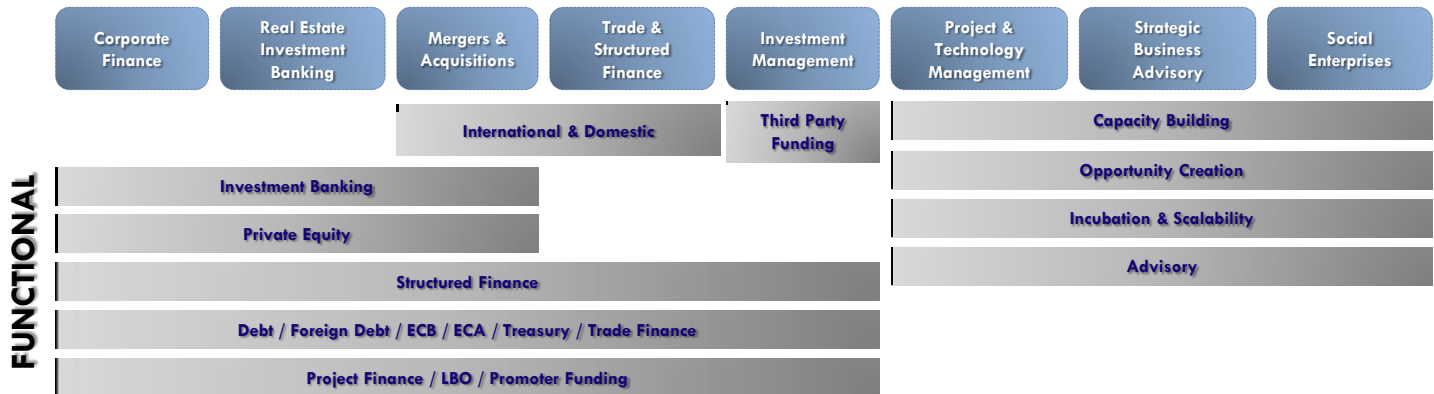 Corporate
Finance
Real Estate
Investment
Banking
Mergers &
Acquisitions
Trade &
Structured
Finance
Investment
Management
Project &
Technology
Management
Strategic
Business
Advisory
Social
Enterprises
International & Domestic
Third Party
Funding
Capacity Building
Opportunity Creation
Incubation & Scalability
Advisory
FUNCTIONAL
Investment Banking
Private Equity
Structured Finance
Debt / Foreign Debt / ECB / ECA / Treasury / Trade Finance
Project Finance / LBO / Promoter Funding